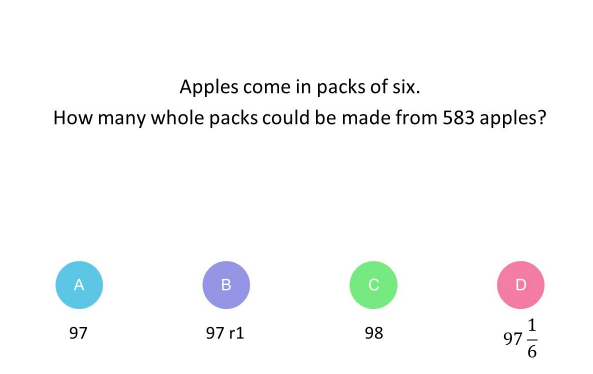 Apples come in packs of six.
How many whole packs could be made from 583 apples?
A B C D
97 97 r1 98 97 1/6